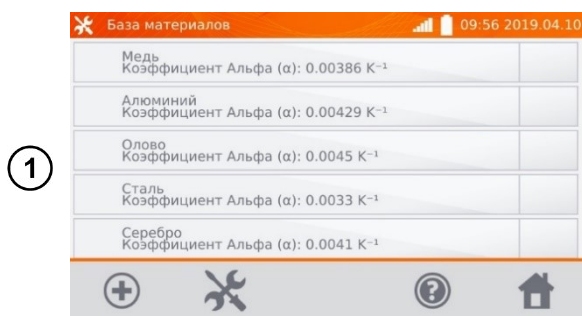 База материалов 09:56 2019.04.10
Медь
Коэффициент Альфа (α): 0.00386 K⁻¹
Алюминий
Коэффициент Альфа (α): 0.00429 K⁻¹
Олово
Коэффициент Альфа (α): 0.0045 K⁻¹
Сталь
Коэффициент Альфа (α): 0.0033 K⁻¹
Серебро
Коэффициент Альфа (α): 0.0041 K⁻¹
1